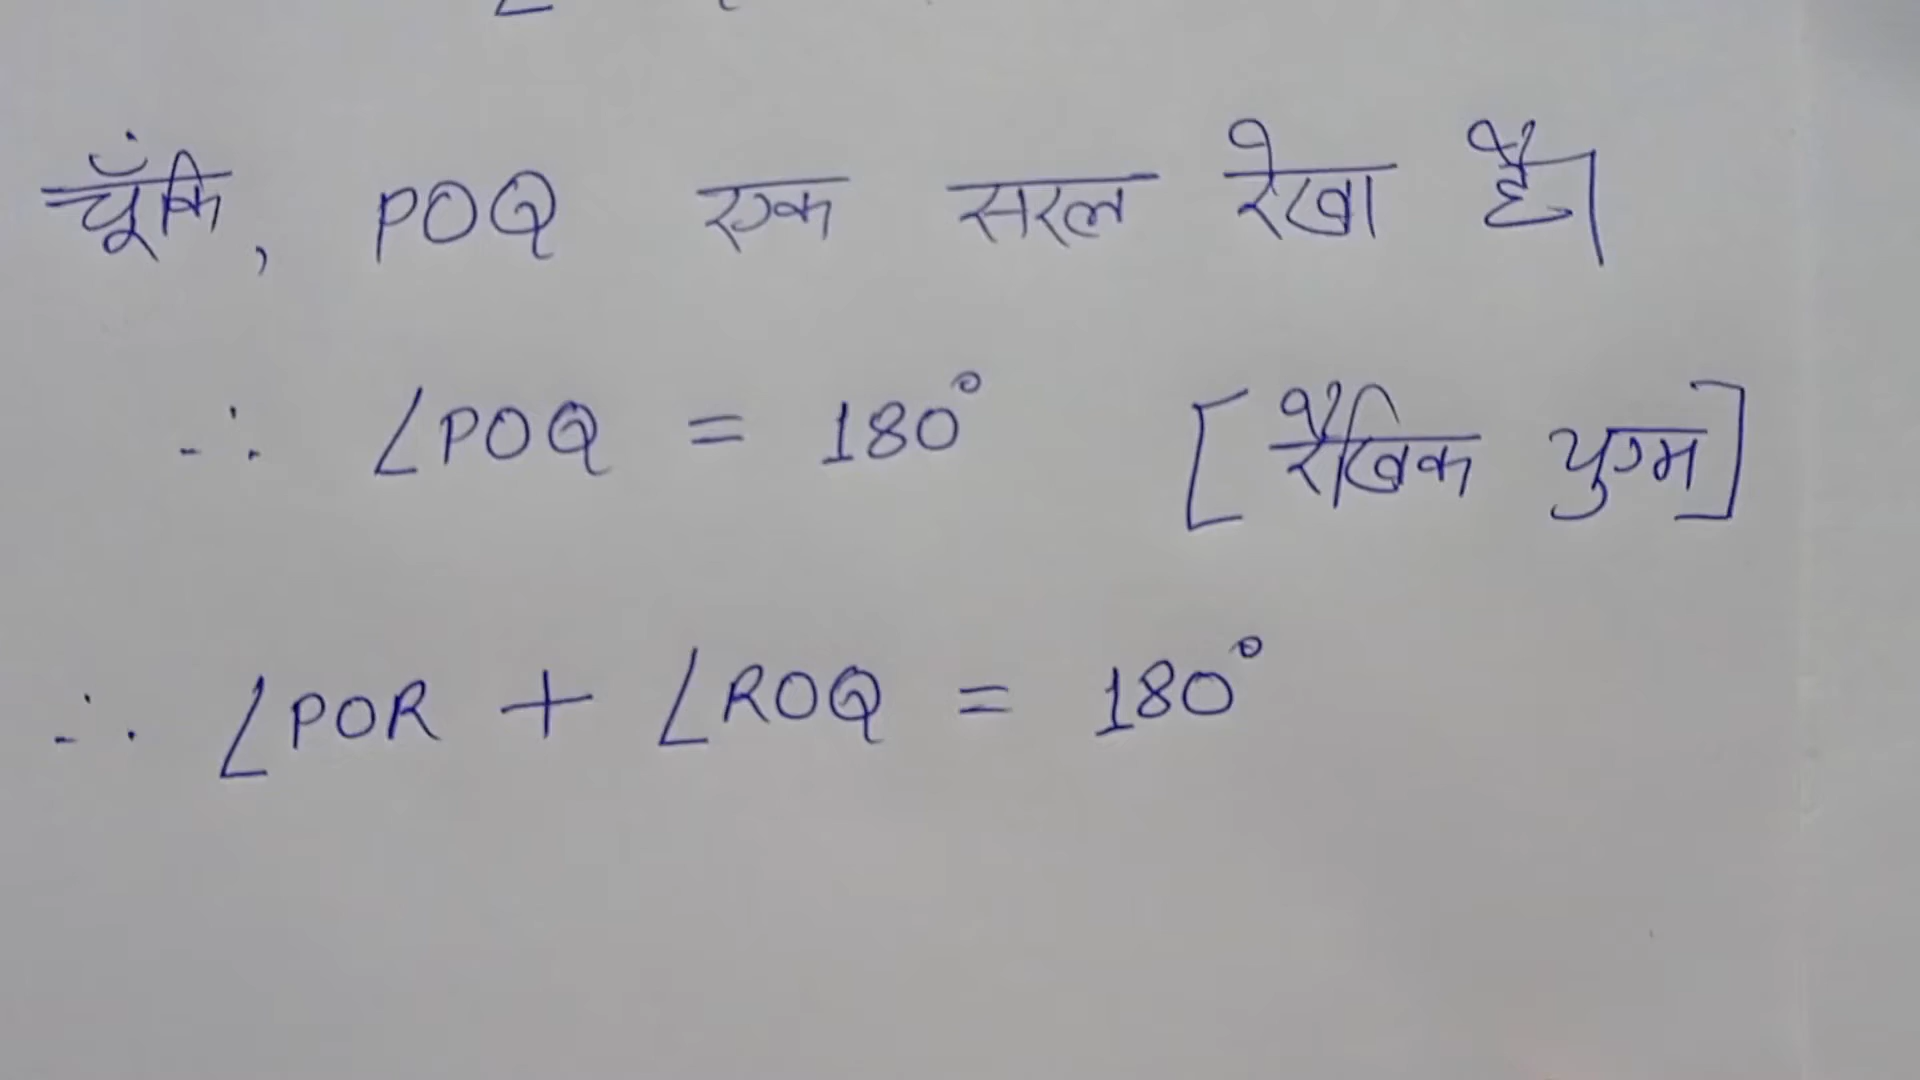 चूँकि, POQ एक सरल रेखा है।
∴ ∠POQ = 180° [रैखिक युग्म]
∴ ∠POR + ∠ROQ = 180°